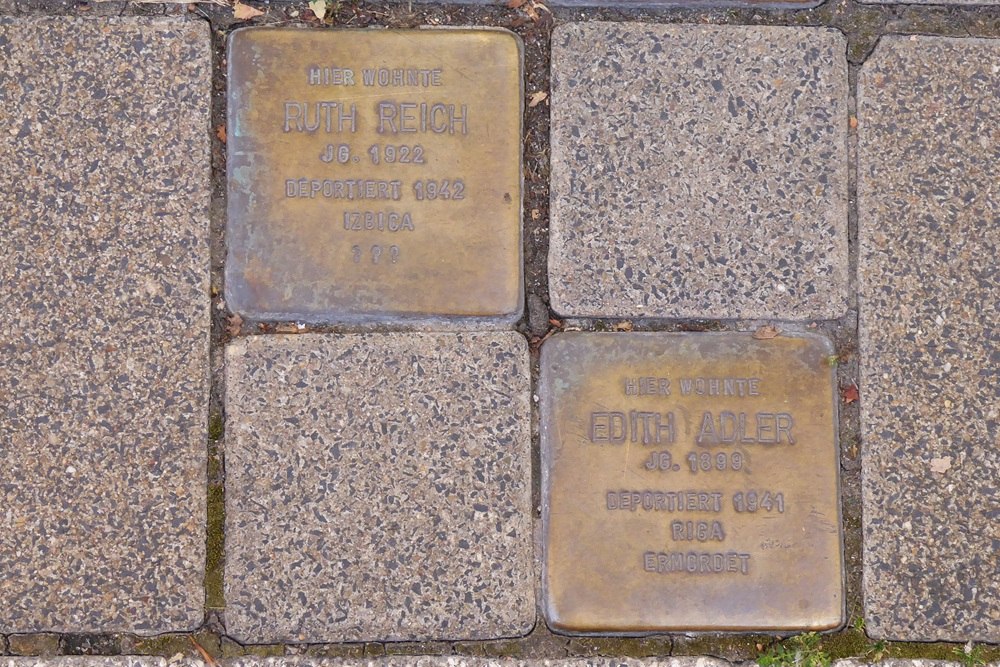 HIER WOHNTE
RUTH REICH
JG. 1922
DEPORTIERT 1942
IZBICA
???
HIER WOHNTE
EDITH ADLER
JG. 1899
DEPORTIERT 1941
RIGA
ERMORDET